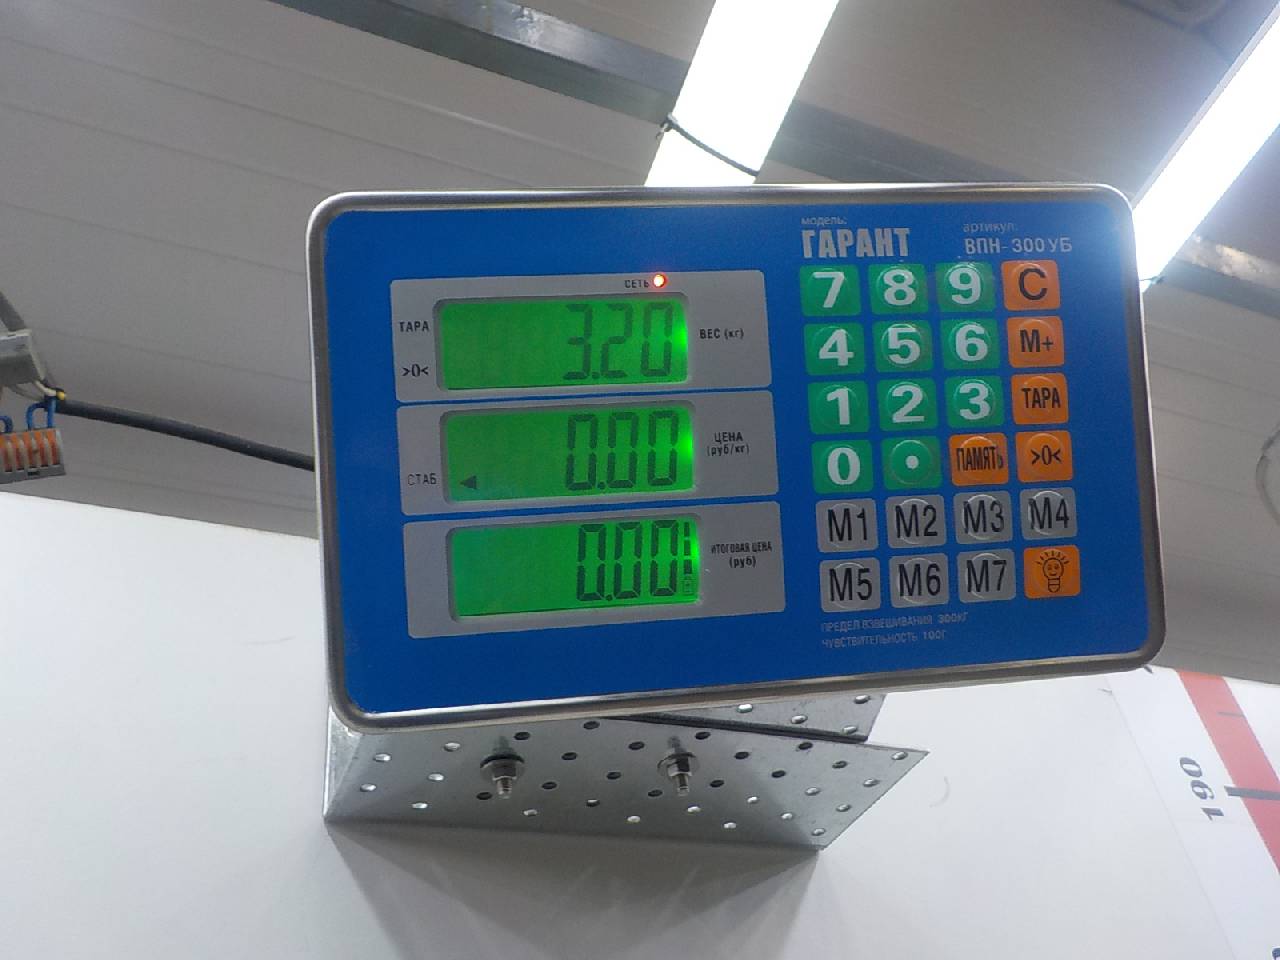 модель:
ГАРАНТ
артикул:
ВПН-300УБ
СЕТЬ
ТАРА
>0<
3.20
ВЕС (кг)
СТАБ
0.00
ЦЕНА
(руб/кг)
0.00
ИТОГОВАЯ ЦЕНА
(руб)
7 8 9 C
4 5 6 M+
1 2 3 ТАРА
0 . ПАМЯТЬ >0<
M1 M2 M3 M4
M5 M6 M7
ПРЕДЕЛ ВЗВЕШИВАНИЯ 300КГ
ЧУВСТВИТЕЛЬНОСТЬ 100Г
190